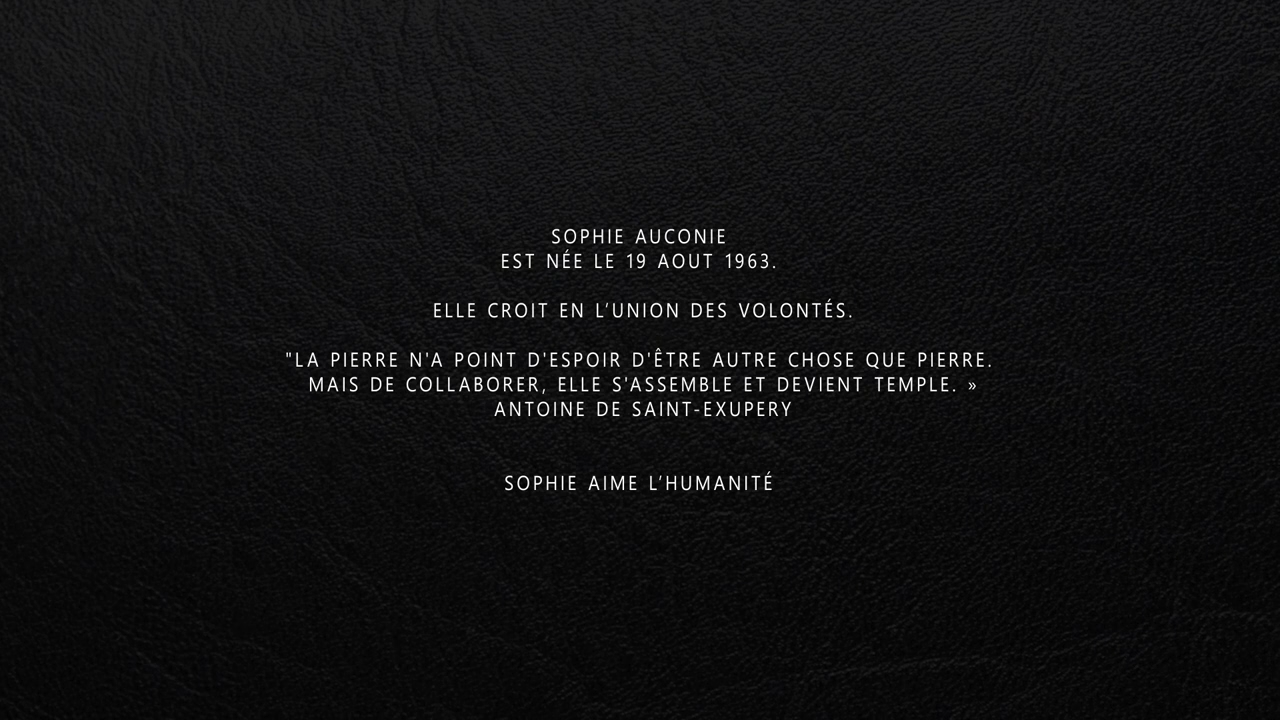 SOPHIE AUCONIE
EST NÉE LE 19 AOUT 1963.
ELLE CROIT EN L’UNION DES VOLONTÉS.
"LA PIERRE N'A POINT D'ESPOIR D'ÊTRE AUTRE CHOSE QUE PIERRE.
MAIS DE COLLABORER, ELLE S'ASSEMBLE ET DEVIENT TEMPLE. »
ANTOINE DE SAINT-EXUPERY
SOPHIE AIME L’HUMANITÉ